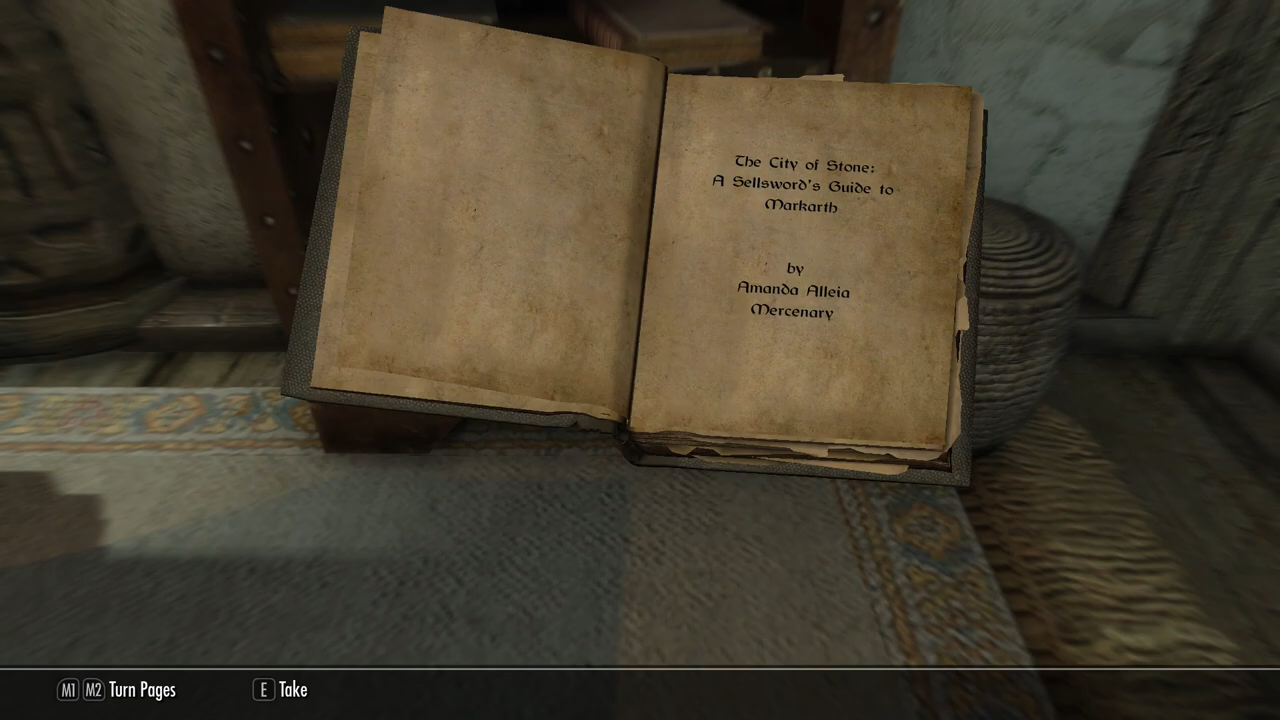 The City of Stone:
A Sellsword's Guide to
Markarth
by
Amanda Alleia
Mercenary
M1 M2 Turn Pages
E Take